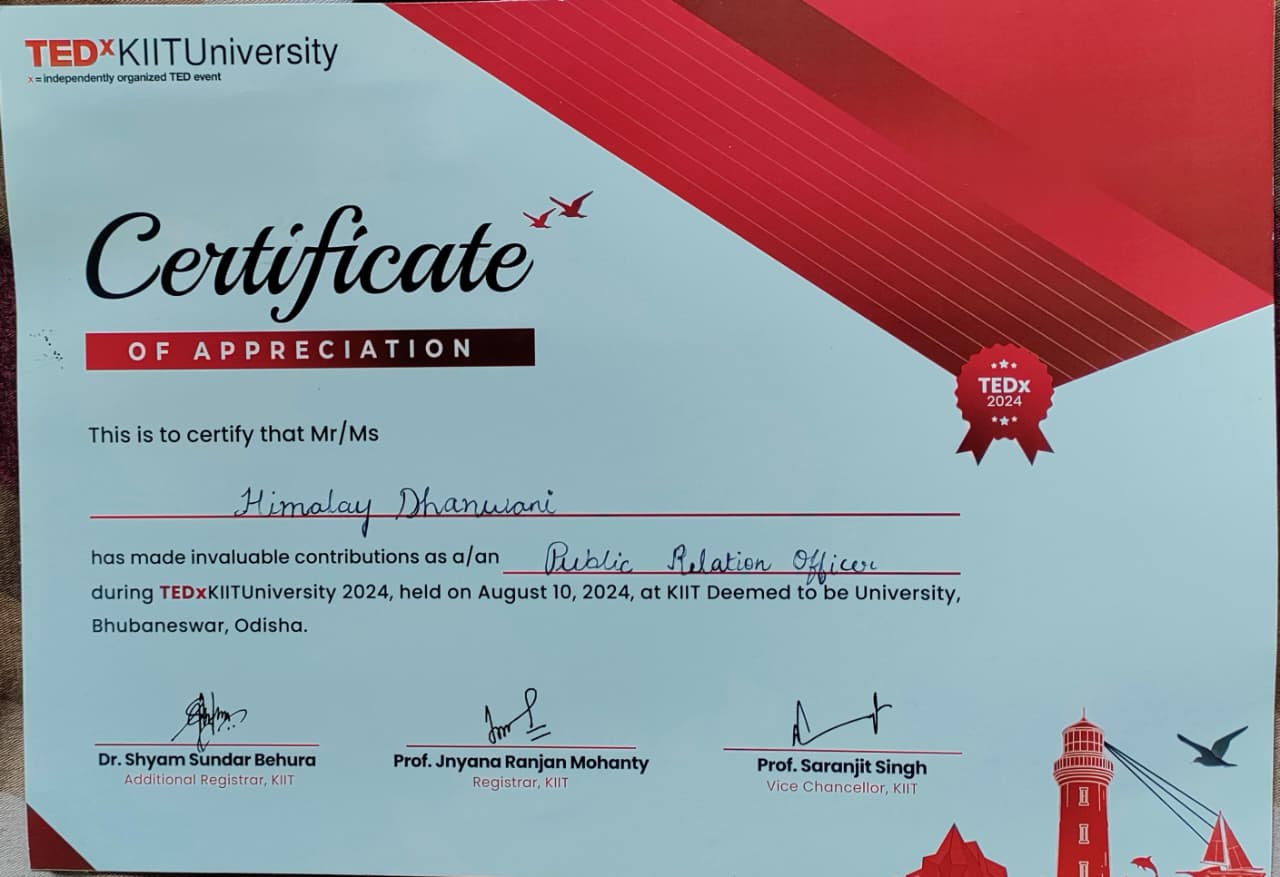 TEDxKIITUniversity
x = independently organized TED event
Certificate
OF APPRECIATION
TEDx
2024
This is to certify that Mr/Ms
Himalay Dhanwani
has made invaluable contributions as a/an Public Relation Officer
during TEDxKIITUniversity 2024, held on August 10, 2024, at KIIT Deemed to be University,
Bhubaneswar, Odisha.
Dr. Shyam Sundar Behura
Additional Registrar, KIIT
Prof. Jnyana Ranjan Mohanty
Registrar, KIIT
Prof. Saranjit Singh
Vice Chancellor, KIIT